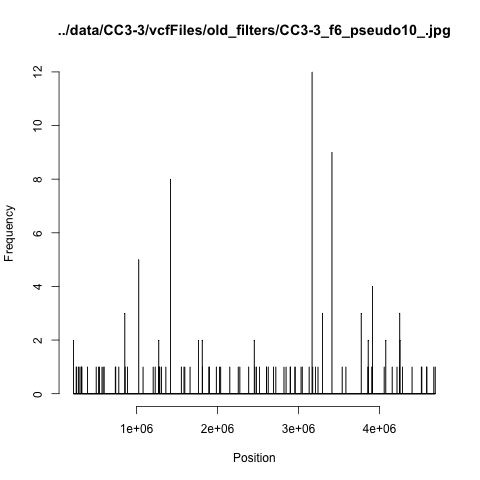 ../data/CC3-3/vcfFiles/old_filters/CC3-3_f6_pseudo10_.jpg
Frequency
12
10
8
6
4
2
0
1e+06 2e+06 3e+06 4e+06
Position